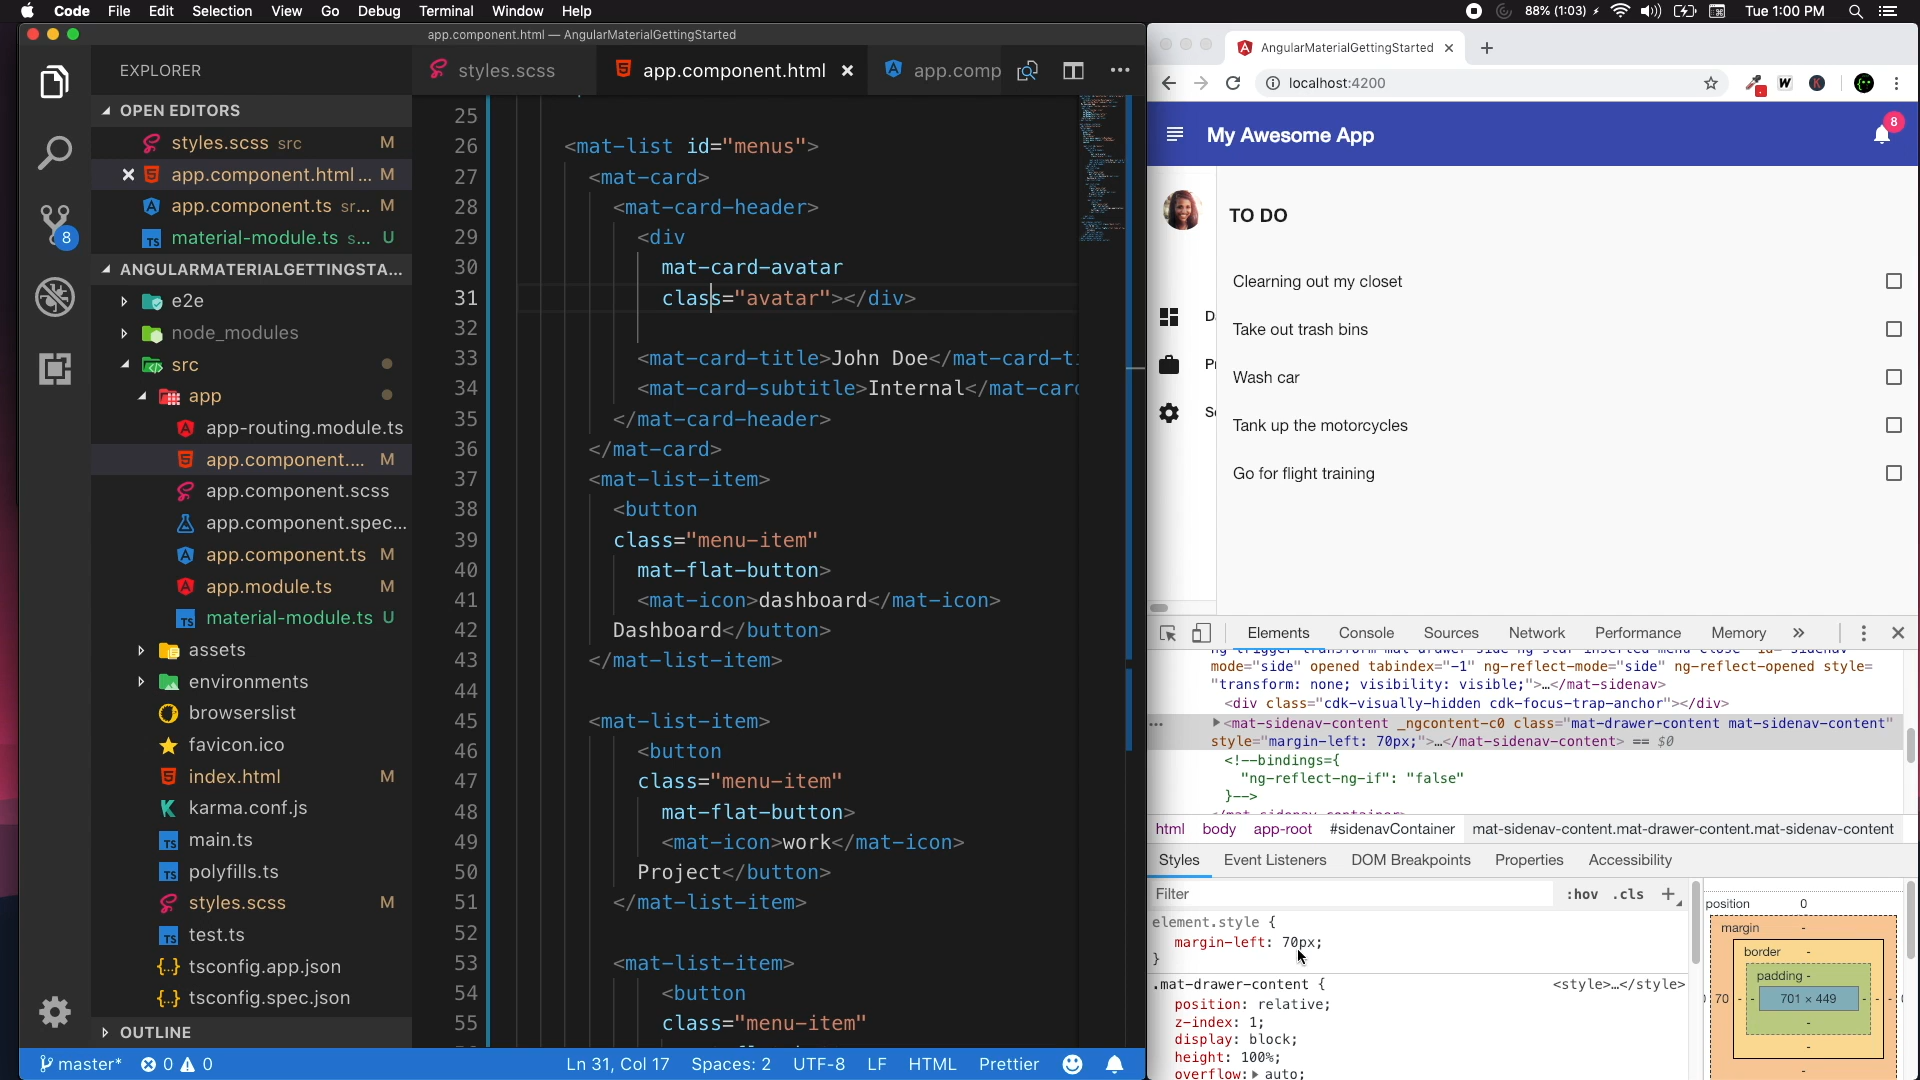 Code File Edit Selection View Go Debug Terminal Window Help 88% (1:03) Tue 1:00 PM
app.component.html — AngularMaterialGettingStarted
EXPLORER
OPEN EDITORS
styles.scss src M
app.component.html ... M
app.component.ts sr... M
material-module.ts s... U
ANGULARMATERIALGETTINGSTA...
e2e
node_modules
src
app
app-routing.module.ts
app.component.... M
app.component.scss
app.component.spec...
app.component.ts M
app.module.ts M
material-module.ts U
assets
environments
browserslist
favicon.ico
index.html M
karma.conf.js
main.ts
polyfills.ts
styles.scss M
test.ts
tsconfig.app.json
tsconfig.spec.json
OUTLINE
8
styles.scss app.component.html app.comp
25
26 <mat-list id="menus">
27 <mat-card>
28 <mat-card-header>
29 <div
30 mat-card-avatar
31 class="avatar"></div>
32
33 <mat-card-title>John Doe</mat-card-t
34 <mat-card-subtitle>Internal</mat-card
35 </mat-card-header>
36 </mat-card>
37 <mat-list-item>
38 <button
39 class="menu-item"
40 mat-flat-button>
41 <mat-icon>dashboard</mat-icon>
42 Dashboard</button>
43 </mat-list-item>
44
45 <mat-list-item>
46 <button
47 class="menu-item"
48 mat-flat-button>
49 <mat-icon>work</mat-icon>
50 Project</button>
51 </mat-list-item>
52
53 <mat-list-item>
54 <button
55 class="menu-item"
master* 0 0 Ln 31, Col 17 Spaces: 2 UTF-8 LF HTML Prettier
AngularMaterialGettingStarted
localhost:4200
My Awesome App 8
TO DO
Clearning out my closet
Take out trash bins
Wash car
Tank up the motorcycles
Go for flight training
Elements Console Sources Network Performance Memory
mode="side" opened tabindex="-1" ng-reflect-mode="side" ng-reflect-opened style=
"transform: none; visibility: visible;">…</mat-sidenav>
<div class="cdk-visually-hidden cdk-focus-trap-anchor"></div>
<mat-sidenav-content _ngcontent-c0 class="mat-drawer-content mat-sidenav-content"
style="margin-left: 70px;">…</mat-sidenav-content> == $0
<!--bindings={
"ng-reflect-ng-if": "false"
}-->
html body app-root #sidenavContainer mat-sidenav-content.mat-drawer-content.mat-sidenav-content
Styles Event Listeners DOM Breakpoints Properties Accessibility
Filter :hov .cls +
element.style {
margin-left: 70px;
}
.mat-drawer-content { <style>…</style>
position: relative;
z-index: 1;
display: block;
height: 100%;
overflow: auto;
position 0
margin -
border -
padding -
70 - - 701 × 449 - -
-
-
-